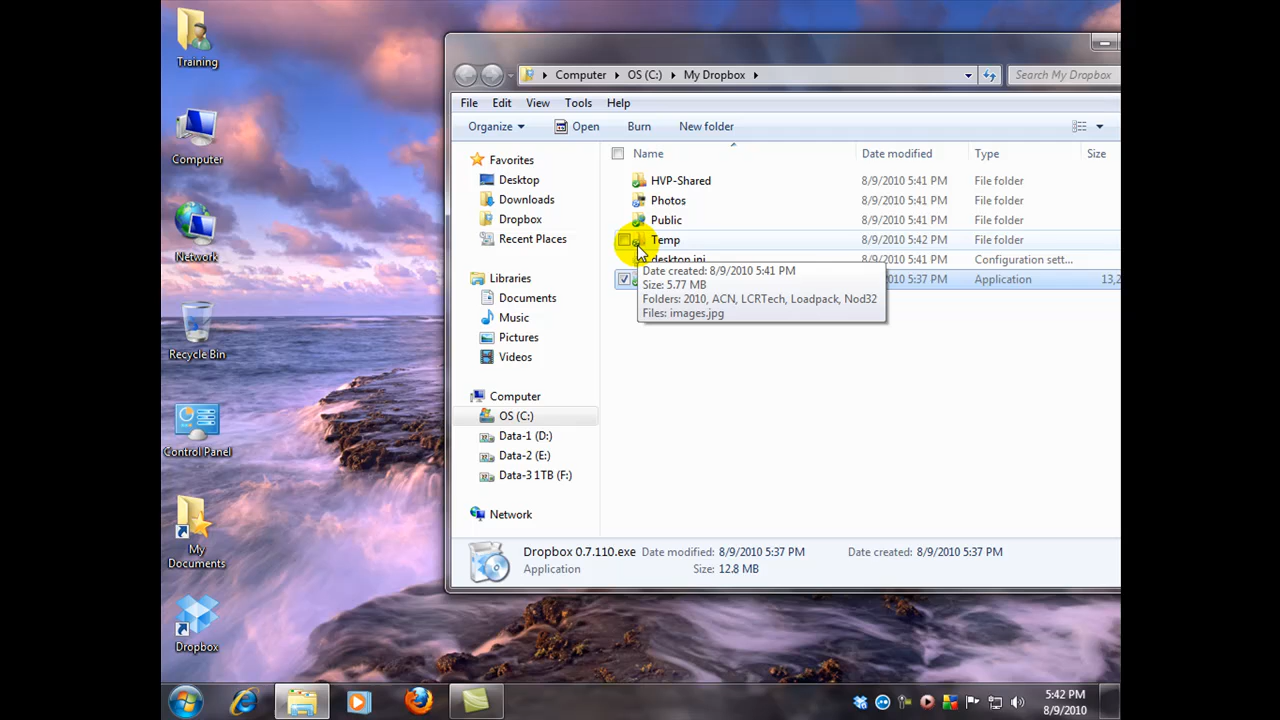 Training
Computer
Network
Recycle Bin
Control Panel
My
Documents
Dropbox
Computer OS (C:) My Dropbox
Search My Dropbox
File Edit View Tools Help
Organize Open Burn New folder
Favorites
Desktop
Downloads
Dropbox
Recent Places
Libraries
Documents
Music
Pictures
Videos
Computer
OS (C:)
Data-1 (D:)
Data-2 (E:)
Data-3 1TB (F:)
Network
Name Date modified Type Size
HVP-Shared 8/9/2010 5:41 PM File folder
Photos 8/9/2010 5:41 PM File folder
Public 8/9/2010 5:41 PM File folder
Temp 8/9/2010 5:42 PM File folder
desktop.ini 8/9/2010 5:41 PM Configuration sett...
2010 5:37 PM Application 13,2
Date created: 8/9/2010 5:41 PM
Size: 5.77 MB
Folders: 2010, ACN, LCRTech, Loadpack, Nod32
Files: images.jpg
Dropbox 0.7.110.exe Date modified: 8/9/2010 5:37 PM Date created: 8/9/2010 5:37 PM
Application Size: 12.8 MB
5:42 PM
8/9/2010